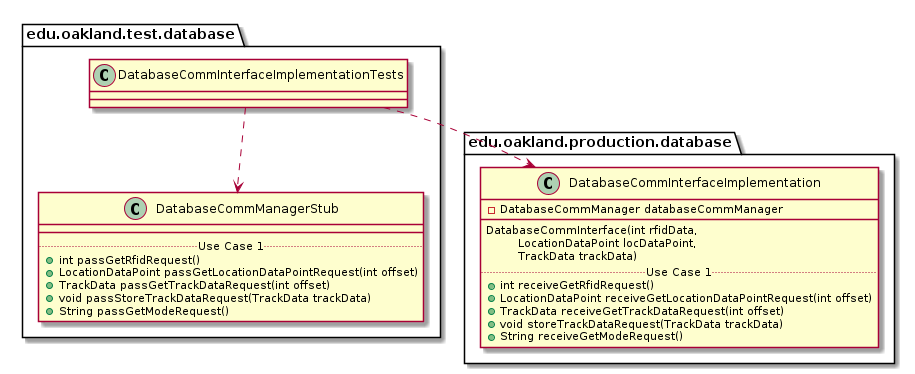 edu.oakland.test.database
C DatabaseCommInterfaceImplementationTests
C DatabaseCommManagerStub
Use Case 1
int passGetRfidRequest()
LocationDataPoint passGetLocationDataPointRequest(int offset)
TrackData passGetTrackDataRequest(int offset)
void passStoreTrackDataRequest(TrackData trackData)
String passGetModeRequest()
edu.oakland.production.database
C DatabaseCommInterfaceImplementation
DatabaseCommManager databaseCommManager
DatabaseCommInterface(int rfidData,
LocationDataPoint locDataPoint,
TrackData trackData)
Use Case 1
int receiveGetRfidRequest()
LocationDataPoint receiveGetLocationDataPointRequest(int offset)
TrackData receiveGetTrackDataRequest(int offset)
void storeTrackDataRequest(TrackData trackData)
String receiveGetModeRequest()